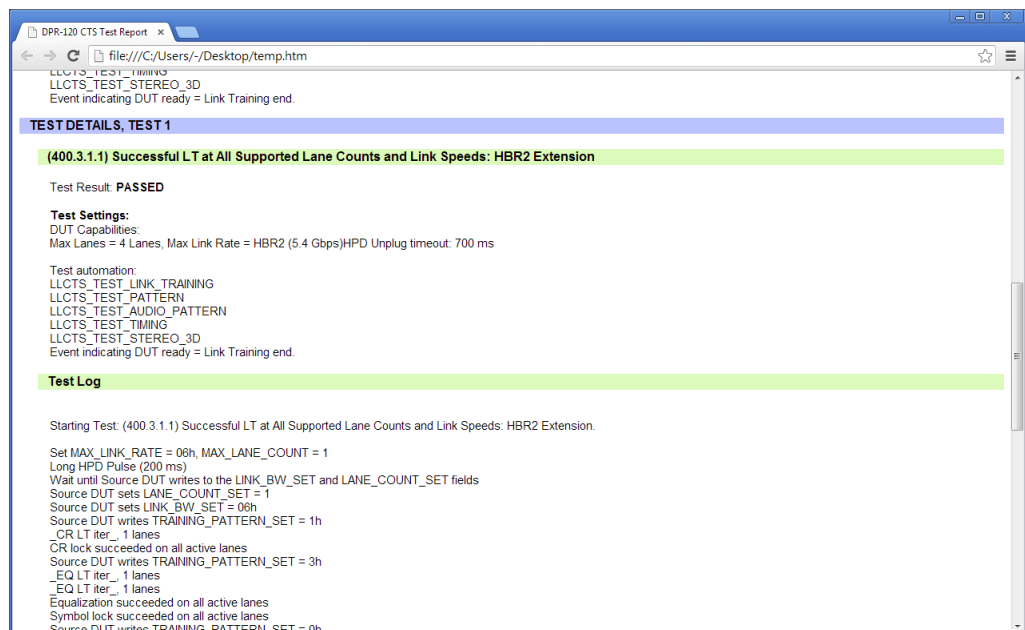 DPR-120 CTS Test Report
file:///C:/Users/-/Desktop/temp.htm
LLCTS_TEST_TIMING
LLCTS_TEST_STEREO_3D
Event indicating DUT ready = Link Training end.
TEST DETAILS, TEST 1
(400.3.1.1) Successful LT at All Supported Lane Counts and Link Speeds: HBR2 Extension
Test Result: PASSED
Test Settings:
DUT Capabilities:
Max Lanes = 4 Lanes, Max Link Rate = HBR2 (5.4 Gbps)HPD Unplug timeout: 700 ms
Test automation:
LLCTS_TEST_LINK_TRAINING
LLCTS_TEST_PATTERN
LLCTS_TEST_AUDIO_PATTERN
LLCTS_TEST_TIMING
LLCTS_TEST_STEREO_3D
Event indicating DUT ready = Link Training end.
Test Log
Starting Test: (400.3.1.1) Successful LT at All Supported Lane Counts and Link Speeds: HBR2 Extension.
Set MAX_LINK_RATE = 06h, MAX_LANE_COUNT = 1
Long HPD Pulse (200 ms)
Wait until Source DUT writes to the LINK_BW_SET and LANE_COUNT_SET fields
Source DUT sets LANE_COUNT_SET = 1
Source DUT sets LINK_BW_SET = 06h
Source DUT writes TRAINING_PATTERN_SET = 1h
_CR LT iter_, 1 lanes
CR lock succeeded on all active lanes
Source DUT writes TRAINING_PATTERN_SET = 3h
_EQ LT iter_, 1 lanes
_EQ LT iter_, 1 lanes
Equalization succeeded on all active lanes
Symbol lock succeeded on all active lanes
Source DUT writes TRAINING_PATTERN_SET = 0h